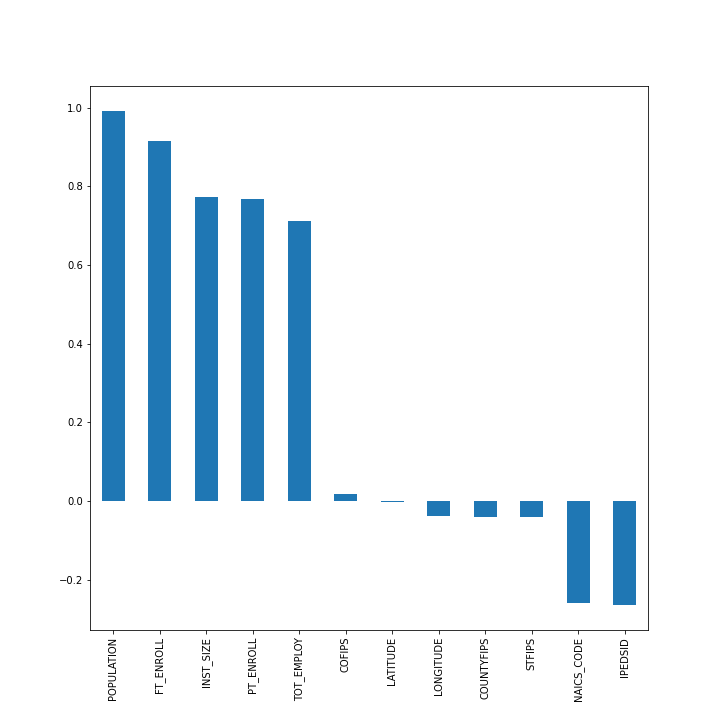 1.0
0.8
0.6
0.4
0.2
0.0
−0.2
POPULATION
FT_ENROLL
INST_SIZE
PT_ENROLL
TOT_EMPLOY
COFIPS
LATITUDE
LONGITUDE
COUNTYFIPS
STFIPS
NAICS_CODE
IPEDSID